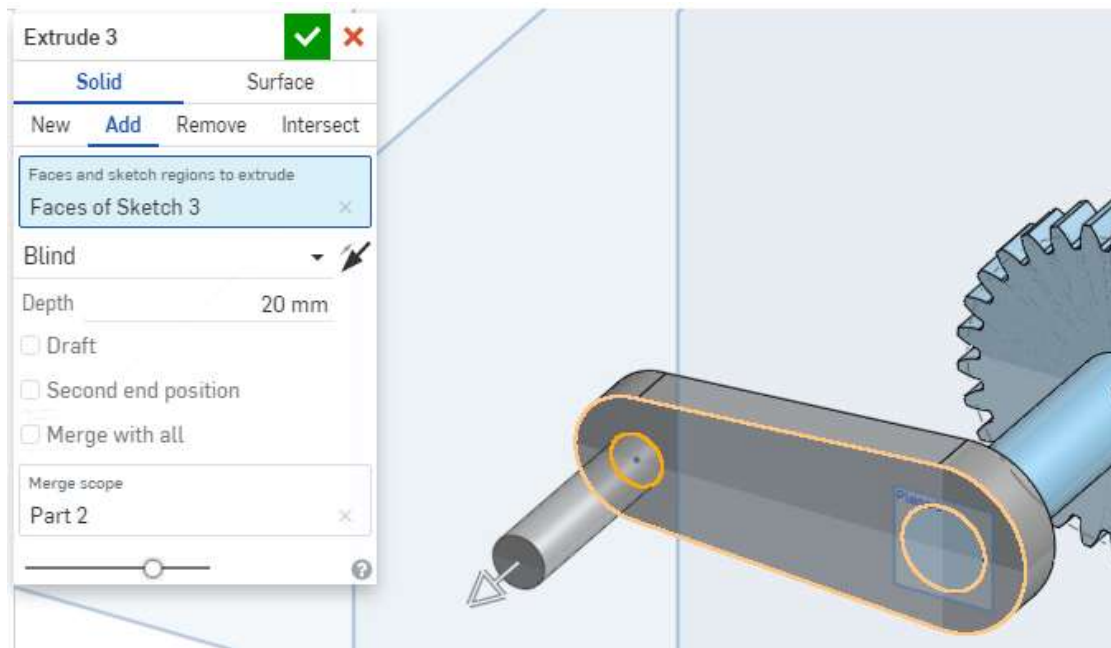 Extrude 3
Solid Surface
New Add Remove Intersect
Faces and sketch regions to extrude
Faces of Sketch 3
Blind
Depth 20 mm
Draft
Second end position
Merge with all
Merge scope
Part 2